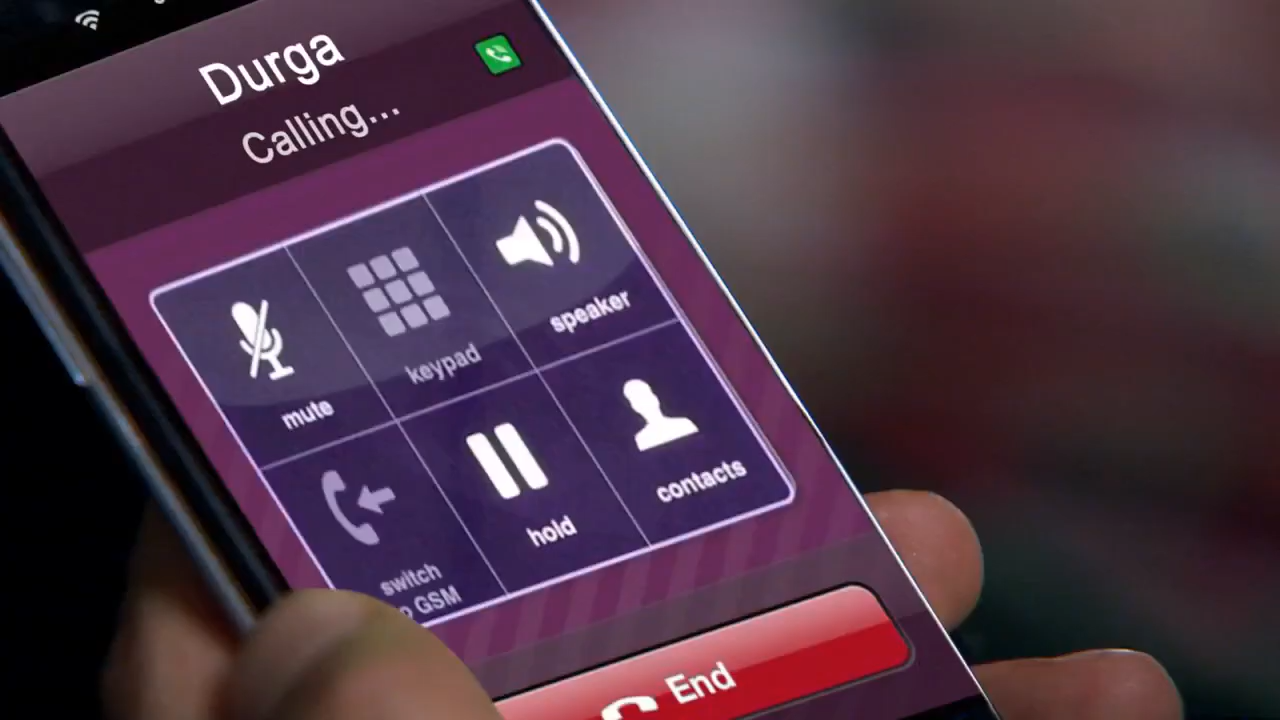 Durga
Calling...
mute
keypad
speaker
switch
GSM
hold
contacts
End